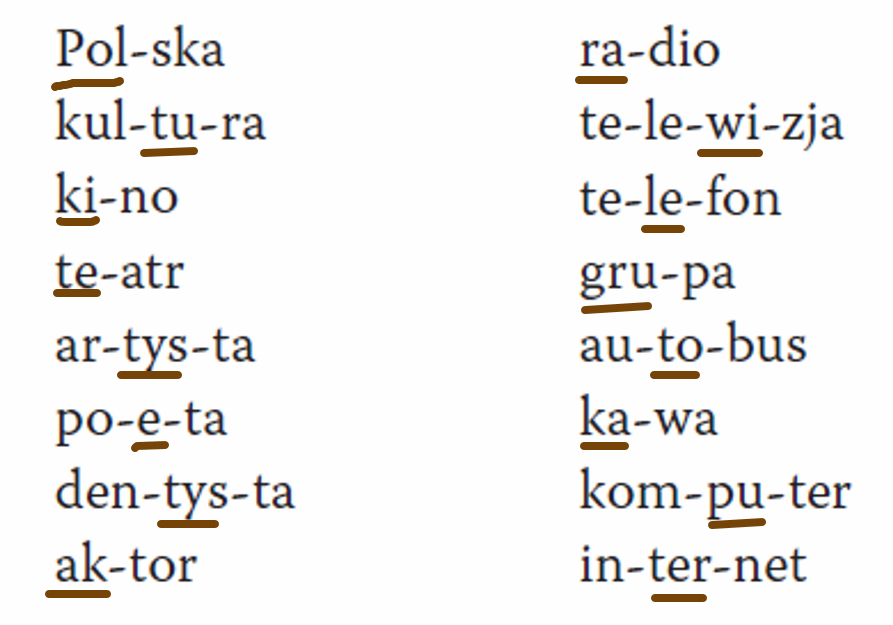 Pol-ska
kul-tu-ra
ki-no
te-atr
ar-tys-ta
po-e-ta
den-tys-ta
ak-tor
ra-dio
te-le-wi-zja
te-le-fon
gru-pa
au-to-bus
ka-wa
kom-pu-ter
in-ter-net